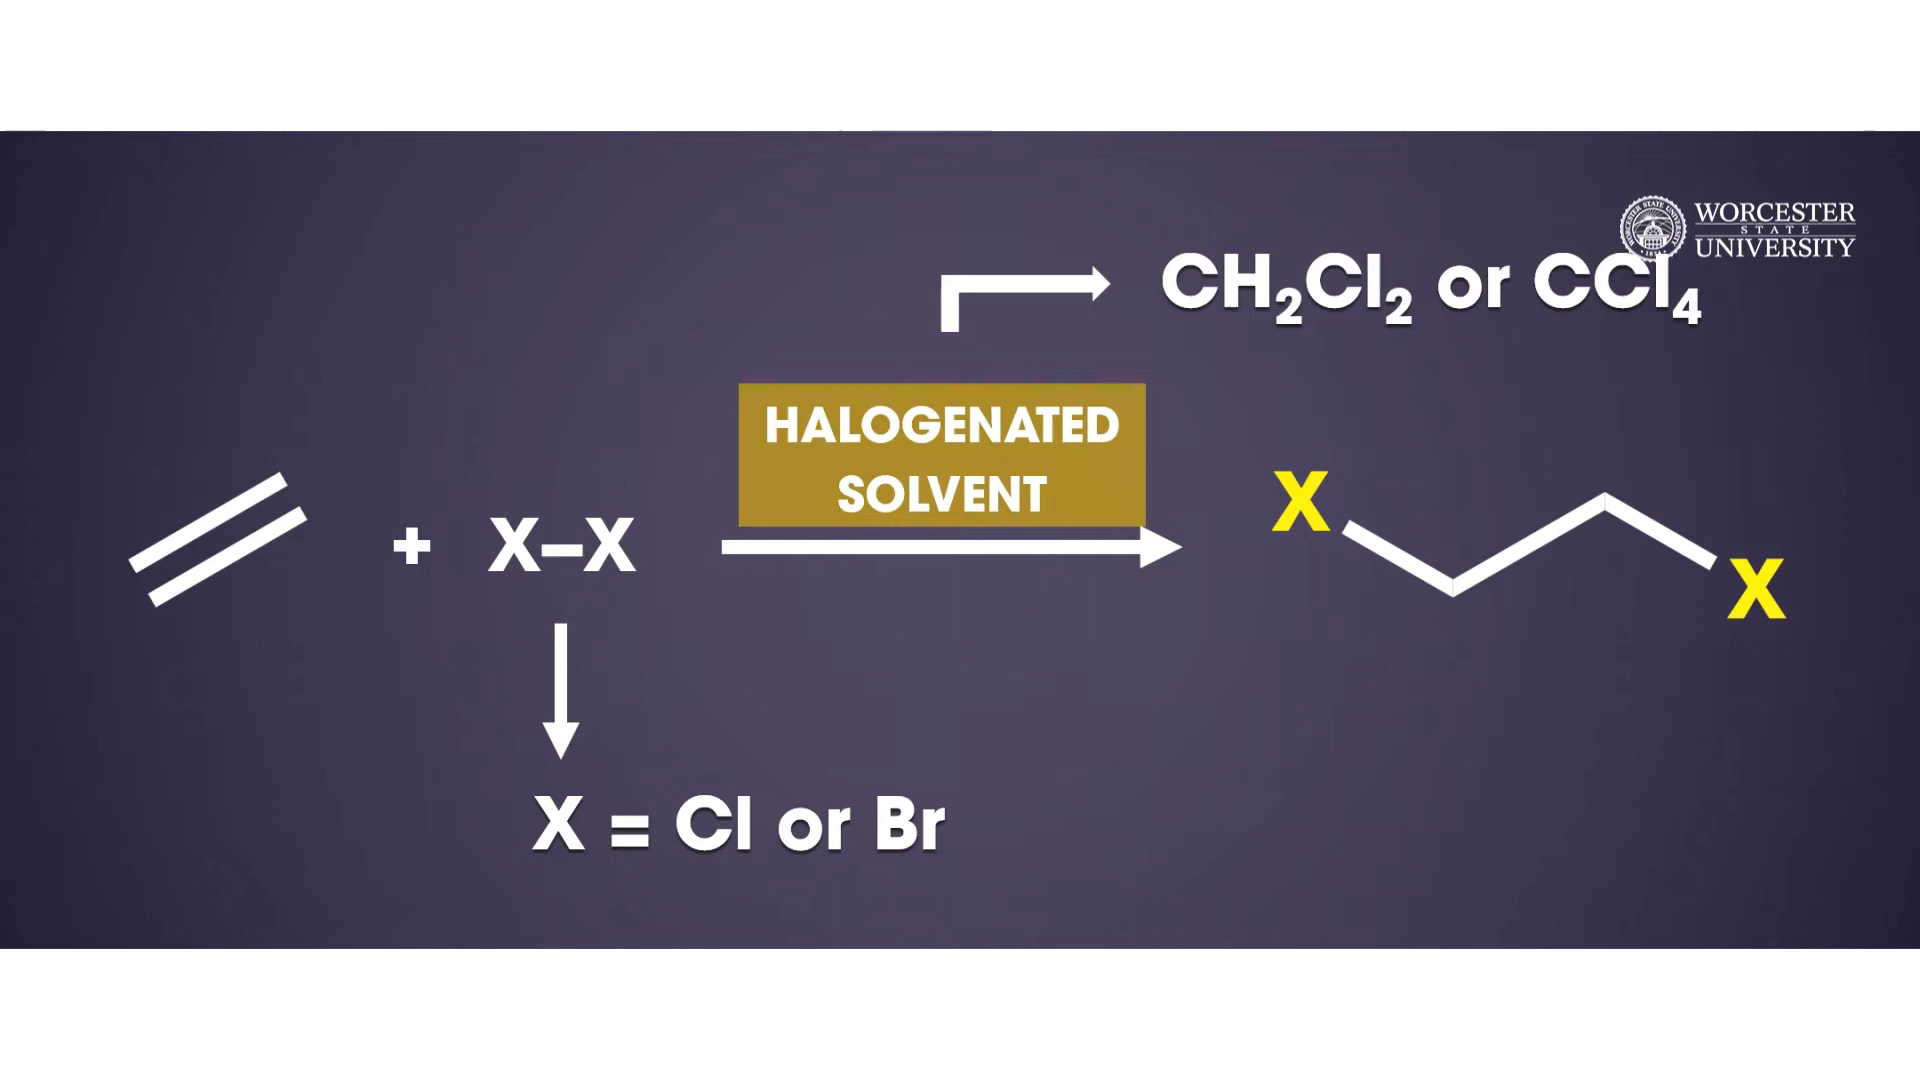 WORCESTER
STATE
UNIVERSITY
CH₂Cl₂ or CCl₄
HALOGENATED
SOLVENT
+ X–X
X
X
X = Cl or Br